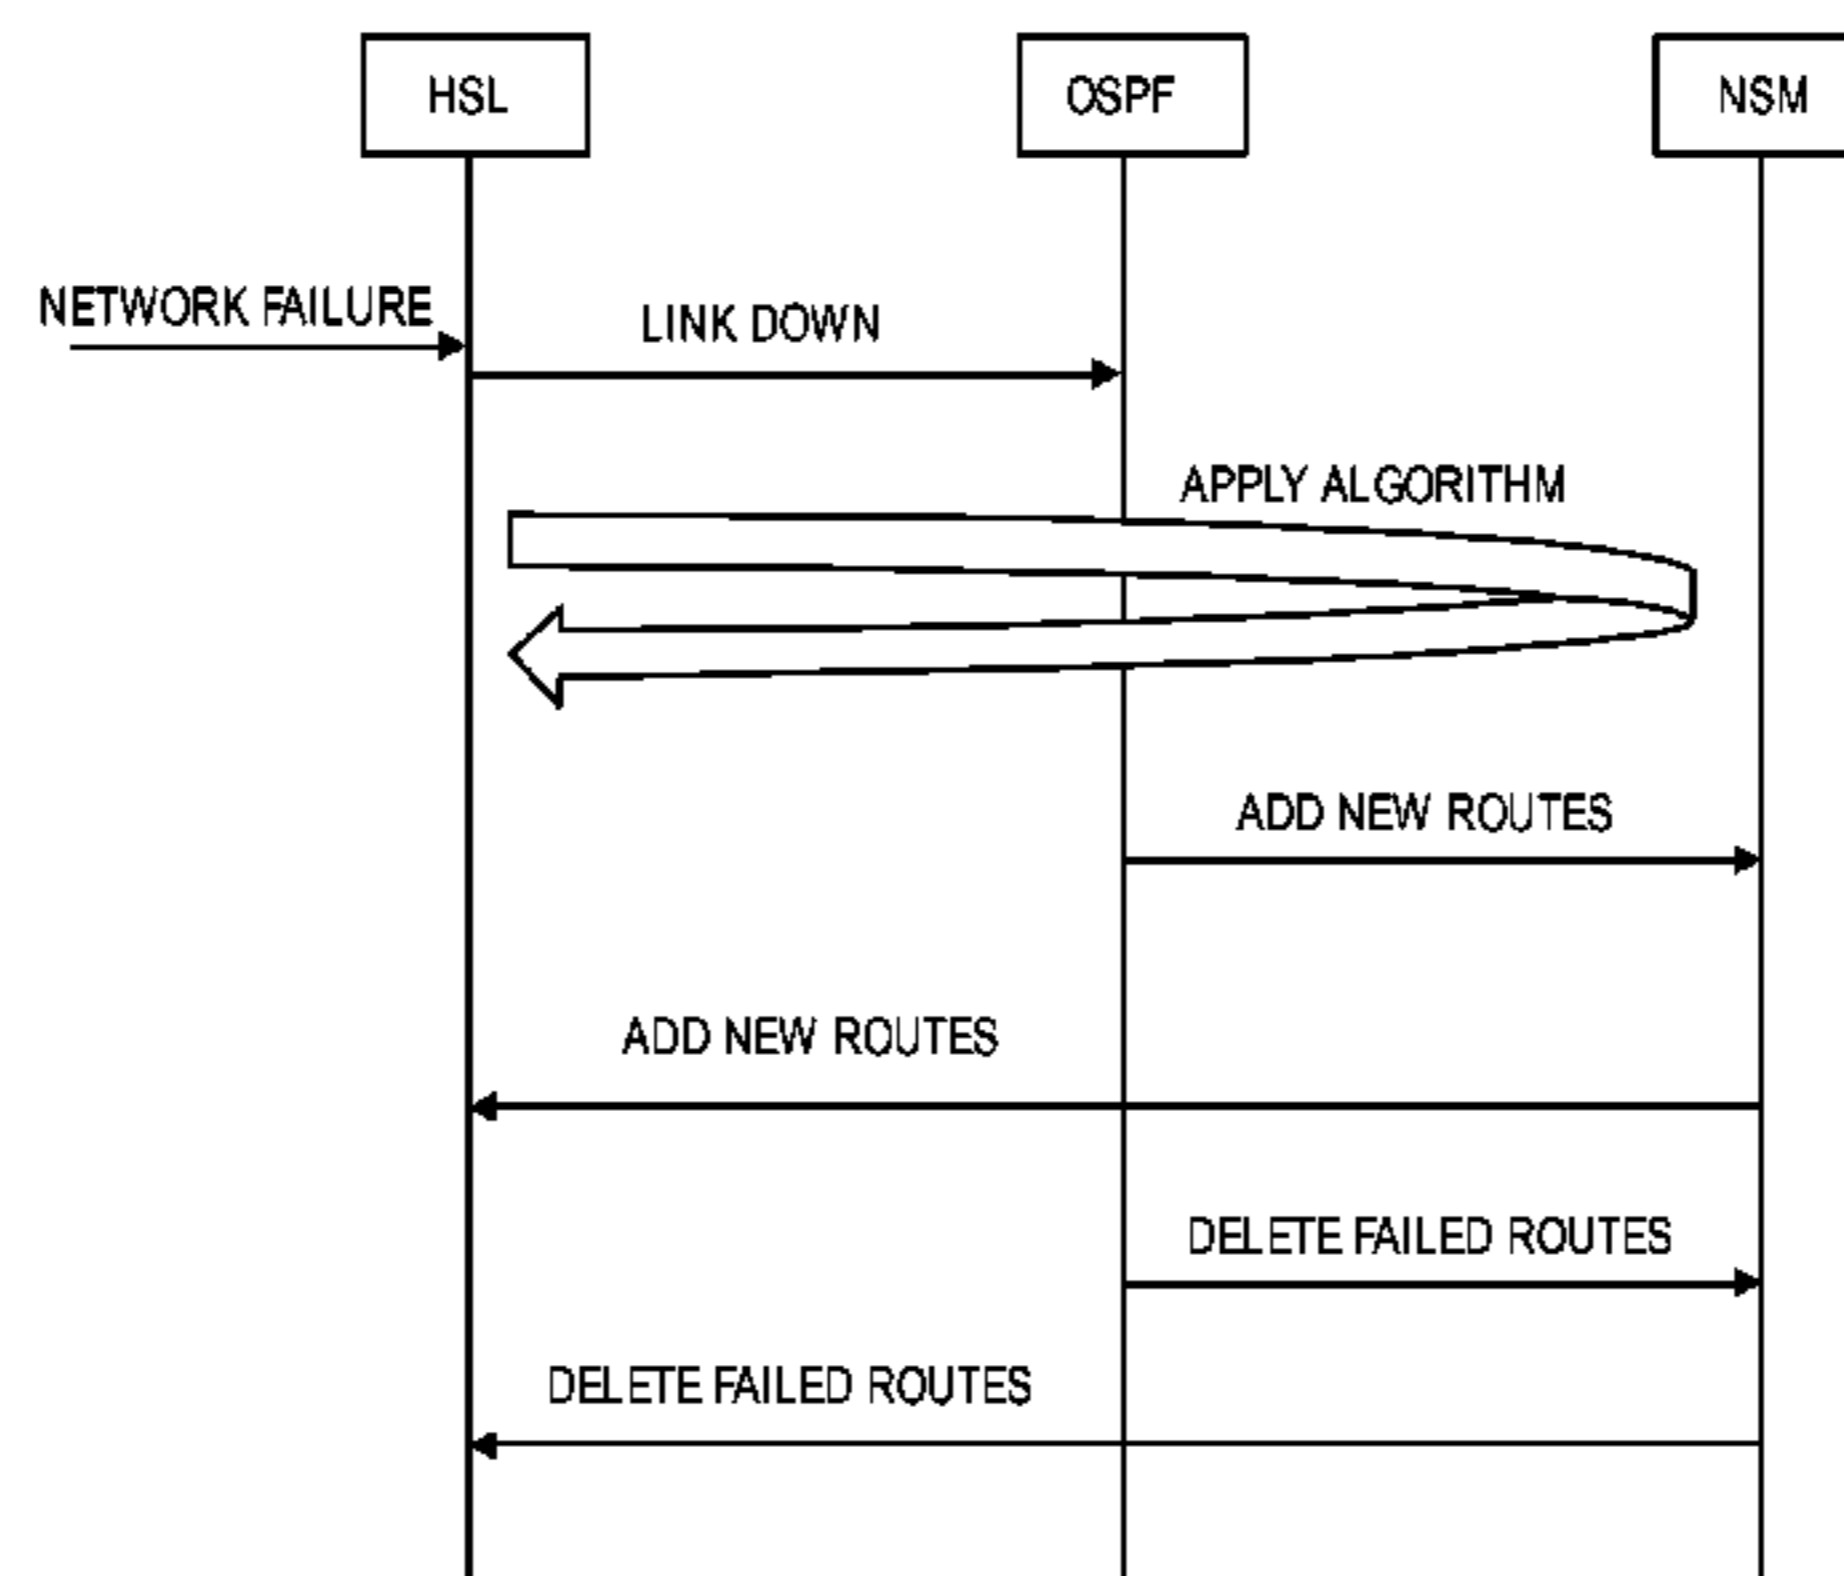 HSL
OSPF
NSM
NETWORK FAILURE
LINK DOWN
APPLY ALGORITHM
ADD NEW ROUTES
ADD NEW ROUTES
DELETE FAILED ROUTES
DELETE FAILED ROUTES